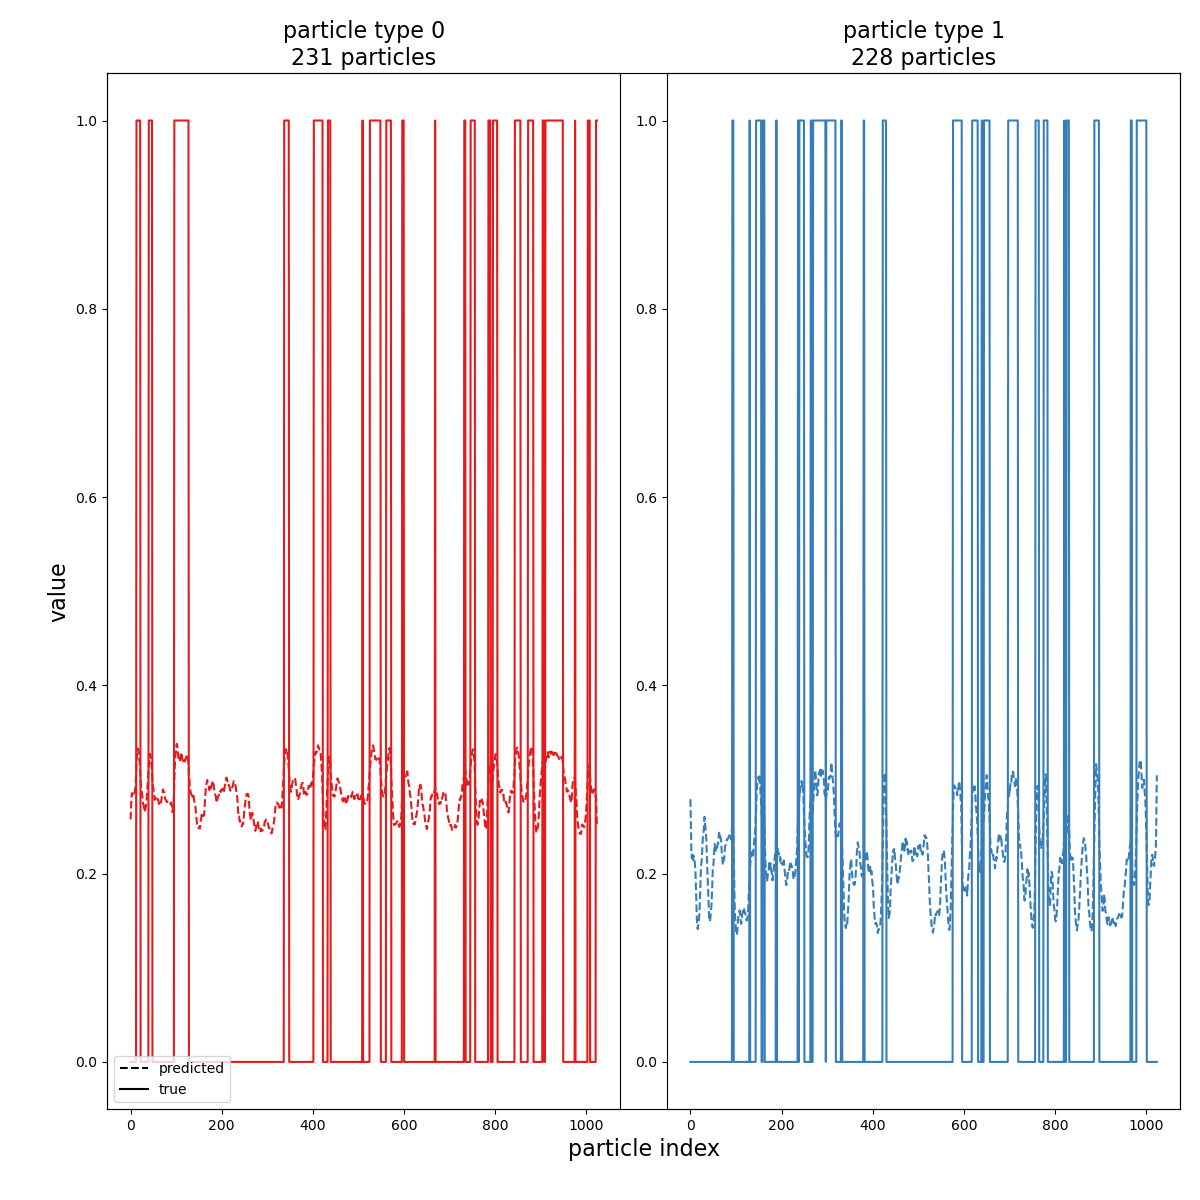 particle type 0
231 particles
particle type 1
228 particles
1.0
0.8
0.6
0.4
0.2
0.0
1.0
0.8
0.6
0.4
0.2
0.0
value
predicted
true
0 200 400 600 800 1000
0 200 400 600 800 1000
particle index